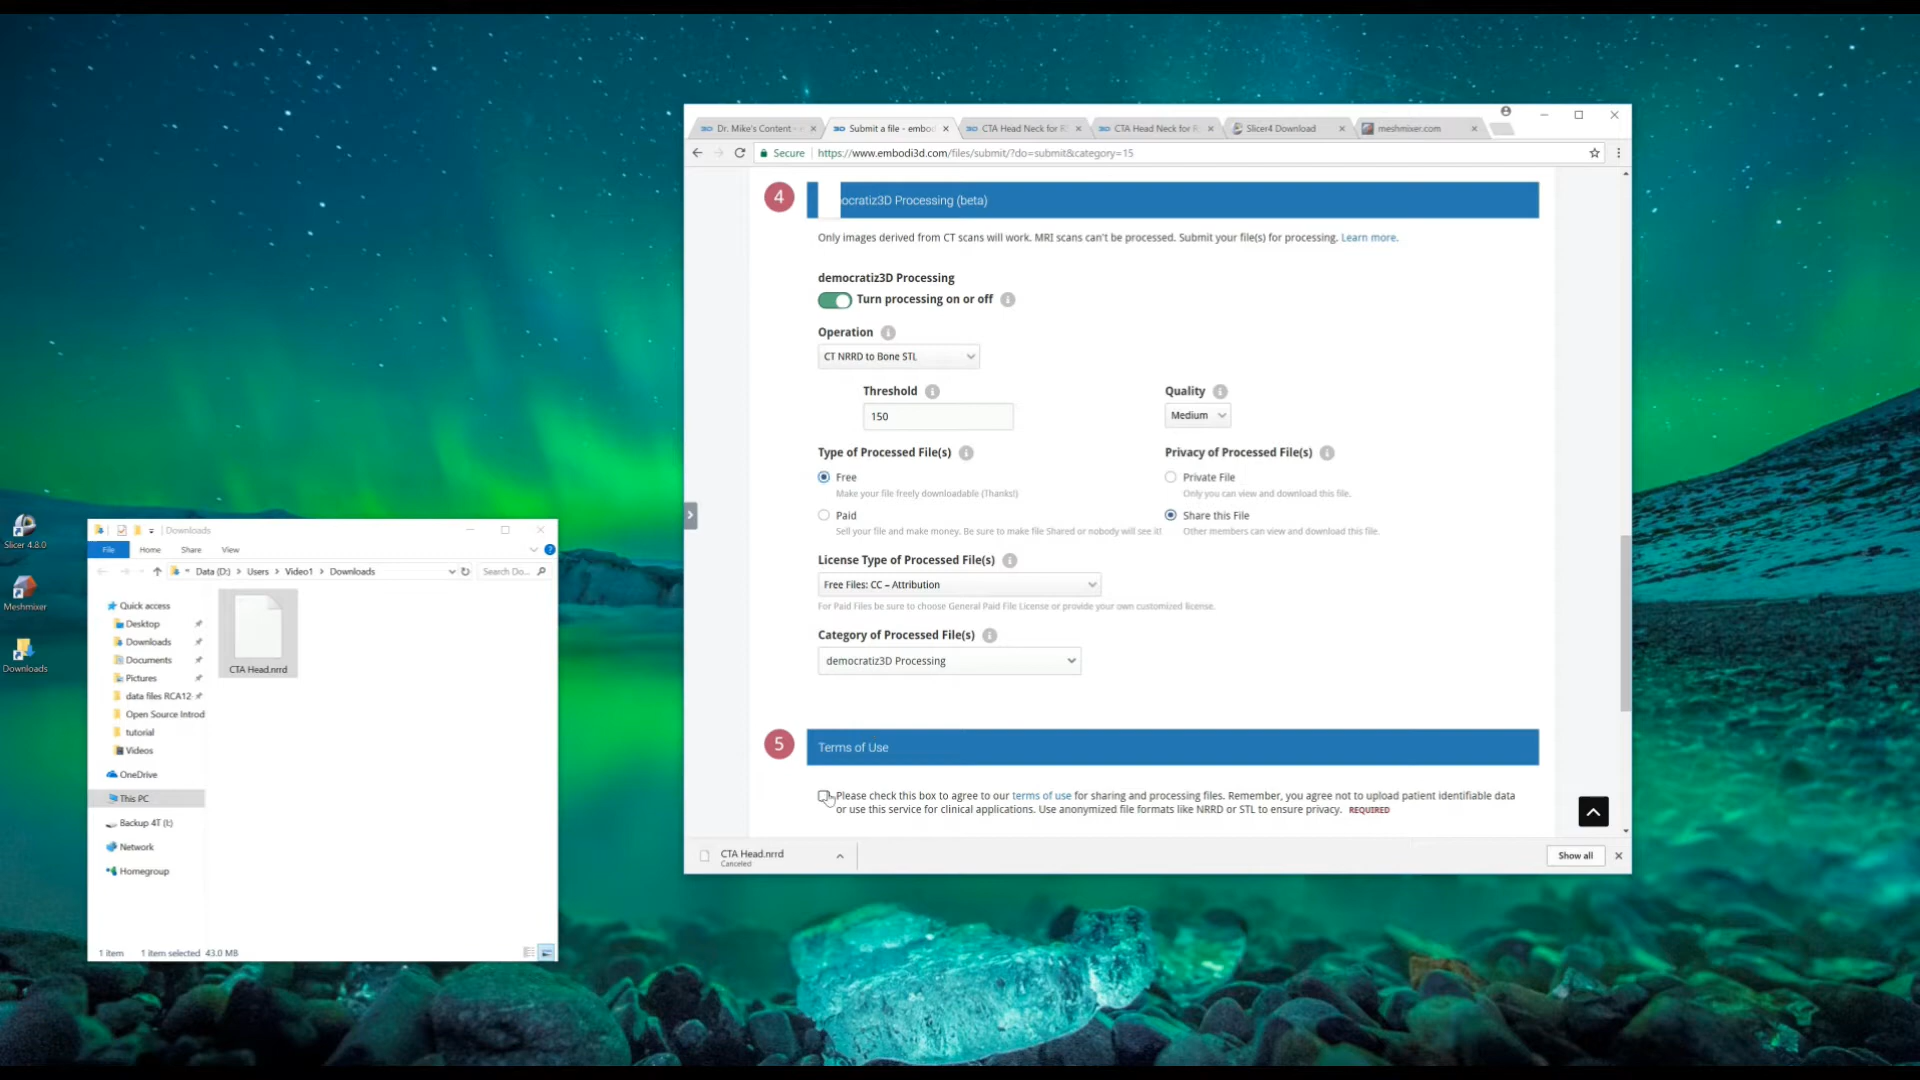 Slicer 4.8.0
Meshmixer
Downloads
Downloads
File
Home
Share
View
Data (D:) > Users > Video1 > Downloads
Search Do...
Quick access
Desktop
Downloads
Documents
Pictures
data files RCA12
Open Source Introd
tutorial
Videos
OneDrive
This PC
Backup 4T (I:)
Network
Homegroup
CTA Head.nrrd
1 item
1 item selected 43.0 MB
Dr. Mike's Content -
Submit a file - embod
CTA Head Neck for
CTA Head Neck for
Slicer4 Download
meshmixer.com
Secure
https://www.embodi3d.com/files/submit/?do=submit&category=15
4
ocratiz3D Processing (beta)
Only images derived from CT scans will work. MRI scans can't be processed. Submit your file(s) for processing. Learn more.
democratiz3D Processing
Turn processing on or off
Operation
CT NRRD to Bone STL
Threshold
150
Quality
Medium
Type of Processed File(s)
Free
Make your file freely downloadable (Thanks!)
Paid
Sell your file and make money. Be sure to make file Shared or nobody will see it!
Privacy of Processed File(s)
Private File
Only you can view and download this file.
Share this File
Other members can view and download this file.
License Type of Processed File(s)
Free Files: CC – Attribution
For Paid Files be sure to choose General Paid File License or provide your own customized license.
Category of Processed File(s)
democratiz3D Processing
5
Terms of Use
Please check this box to agree to our terms of use for sharing and processing files. Remember, you agree not to upload patient identifiable data
or use this service for clinical applications. Use anonymized file formats like NRRD or STL to ensure privacy. REQUIRED
CTA Head.nrrd
Canceled
Show all